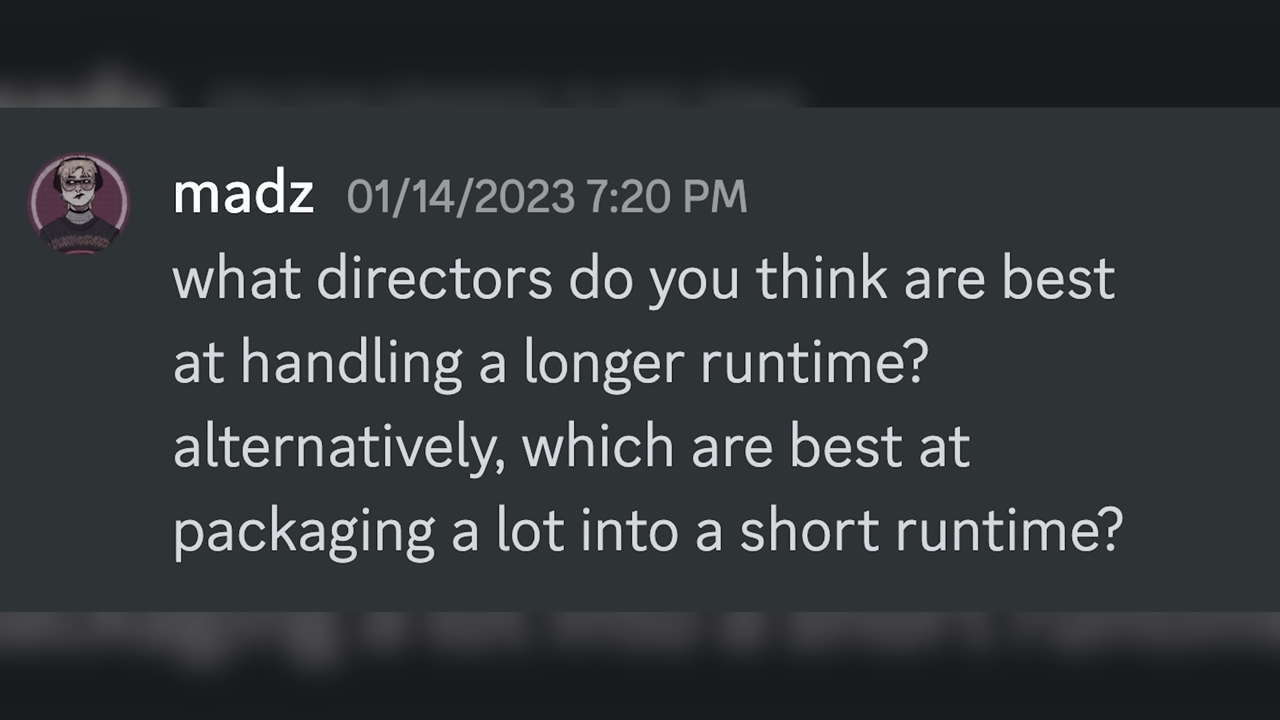 madz 01/14/2023 7:20 PM
what directors do you think are best
at handling a longer runtime?
alternatively, which are best at
packaging a lot into a short runtime?